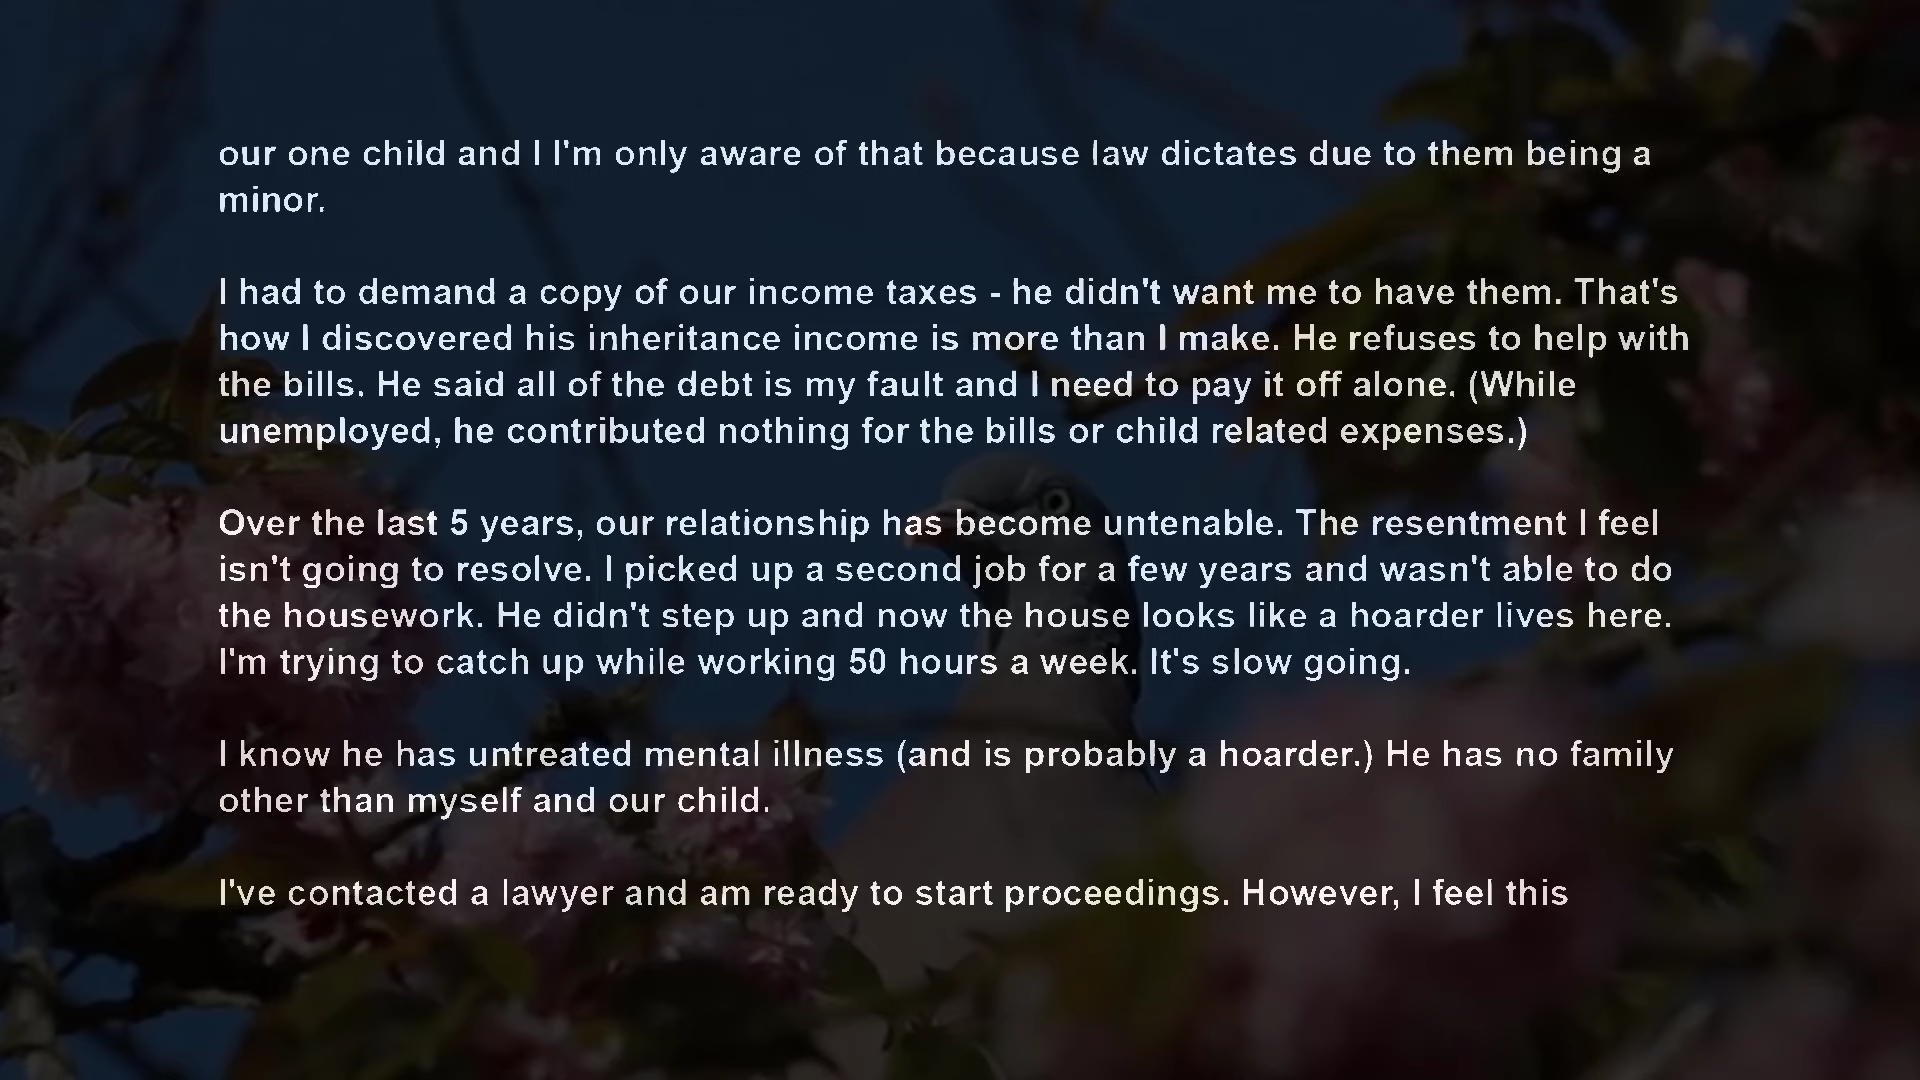 our one child and I I'm only aware of that because law dictates due to them being a
minor.
I had to demand a copy of our income taxes - he didn't want me to have them. That's
how I discovered his inheritance income is more than I make. He refuses to help with
the bills. He said all of the debt is my fault and I need to pay it off alone. (While
unemployed, he contributed nothing for the bills or child related expenses.)
Over the last 5 years, our relationship has become untenable. The resentment I feel
isn't going to resolve. I picked up a second job for a few years and wasn't able to do
the housework. He didn't step up and now the house looks like a hoarder lives here.
I'm trying to catch up while working 50 hours a week. It's slow going.
I know he has untreated mental illness (and is probably a hoarder.) He has no family
other than myself and our child.
I've contacted a lawyer and am ready to start proceedings. However, I feel this